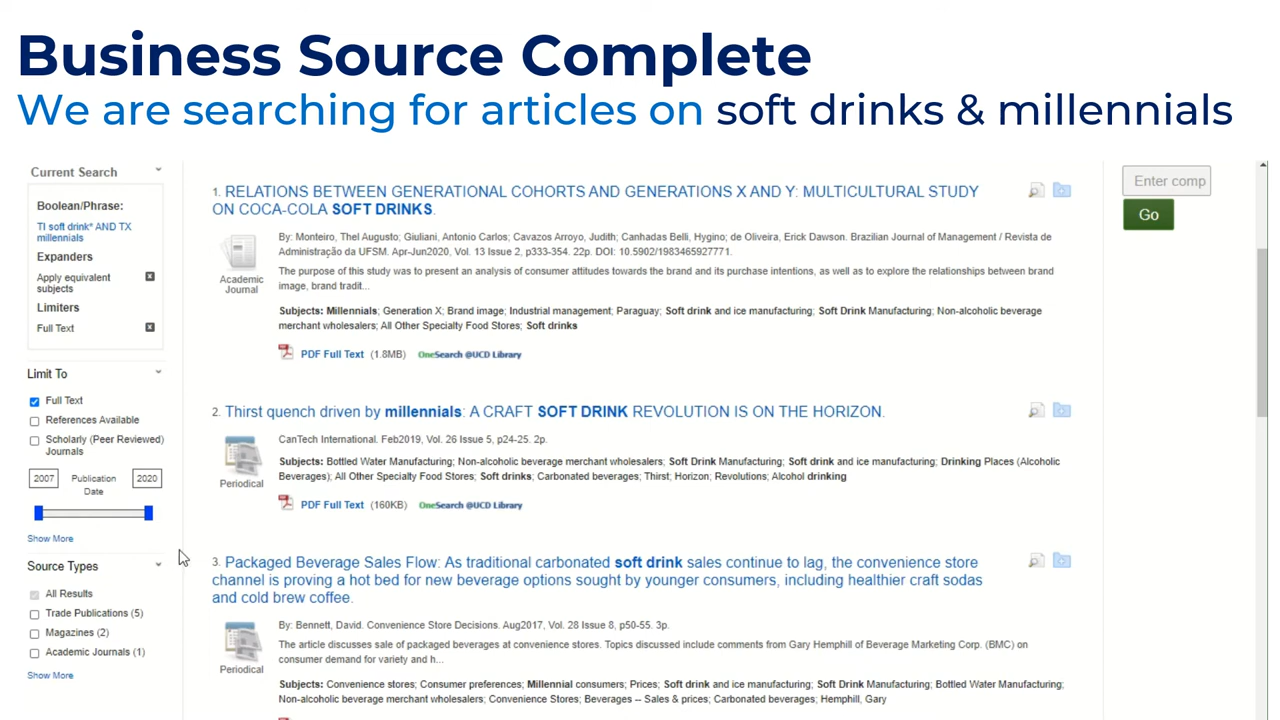 Business Source Complete
We are searching for articles on soft drinks & millennials
Current Search
Boolean/Phrase:
TI soft drink* AND TX
millennials
Expanders
Apply equivalent
subjects
Limiters
Full Text
Limit To
Full Text
References Available
Scholarly (Peer Reviewed)
Journals
2007 Publication Date 2020
Show More
Source Types
All Results
Trade Publications (5)
Magazines (2)
Academic Journals (1)
Show More
1. RELATIONS BETWEEN GENERATIONAL COHORTS AND GENERATIONS X AND Y: MULTICULTURAL STUDY
ON COCA-COLA SOFT DRINKS.
Academic
Journal
By: Monteiro, Thel Augusto; Giuliani, Antonio Carlos; Cavazos Arroyo, Judith; Canhadas Belli, Hygino; de Oliveira, Erick Dawson. Brazilian Journal of Management / Revista de
Administração da UFSM. Apr-Jun2020, Vol. 13 Issue 2, p333-354. 22p. DOI: 10.5902/1983465927771.
The purpose of this study was to present an analysis of consumer attitudes towards the brand and its purchase intentions, as well as to explore the relationships between brand
image, brand tradit...
Subjects: Millennials; Generation X; Brand image; Industrial management; Paraguay; Soft drink and ice manufacturing; Soft Drink Manufacturing; Non-alcoholic beverage
merchant wholesalers; All Other Specialty Food Stores; Soft drinks
PDF Full Text (1.8MB) OneSearch @UCD Library
2. Thirst quench driven by millennials: A CRAFT SOFT DRINK REVOLUTION IS ON THE HORIZON.
Periodical
CanTech International. Feb2019, Vol. 26 Issue 5, p24-25. 2p.
Subjects: Bottled Water Manufacturing; Non-alcoholic beverage merchant wholesalers; Soft Drink Manufacturing; Soft drink and ice manufacturing; Drinking Places (Alcoholic
Beverages); All Other Specialty Food Stores; Soft drinks; Carbonated beverages; Thirst; Horizon; Revolutions; Alcohol drinking
PDF Full Text (160KB) OneSearch @UCD Library
3. Packaged Beverage Sales Flow: As traditional carbonated soft drink sales continue to lag, the convenience store
channel is proving a hot bed for new beverage options sought by younger consumers, including healthier craft sodas
and cold brew coffee.
Periodical
By: Bennett, David. Convenience Store Decisions. Aug2017, Vol. 28 Issue 8, p50-55. 3p.
The article discusses sale of packaged beverages at convenience stores. Topics discussed include comments from Gary Hemphill of Beverage Marketing Corp. (BMC) on
consumer demand for variety and h...
Subjects: Convenience stores; Consumer preferences; Millennial consumers; Prices; Soft drink and ice manufacturing; Soft Drink Manufacturing; Bottled Water Manufacturing;
Non-alcoholic beverage merchant wholesalers; Convenience Stores; Beverages -- Sales & prices; Carbonated beverages; Hemphill, Gary
Enter comp
Go